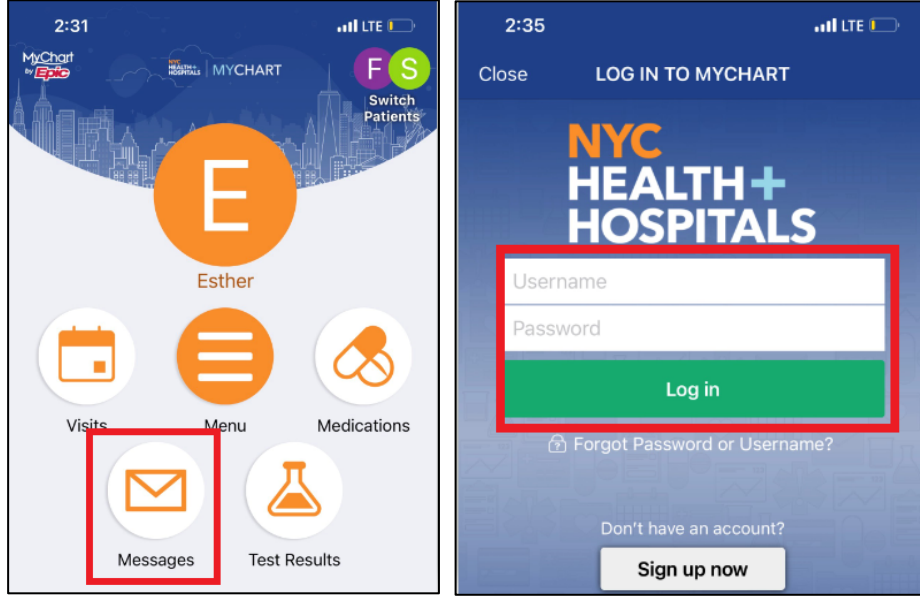 2:31
LTE
MyChart
by Epic
NYC
HEALTH+
HOSPITALS
MYCHART
F S
Switch
Patients
E
Esther
Visits
Menu
Medications
Messages
Test Results
2:35
LTE
Close
LOG IN TO MYCHART
NYC
HEALTH+
HOSPITALS
Username
Password
Log in
Forgot Password or Username?
Don't have an account?
Sign up now